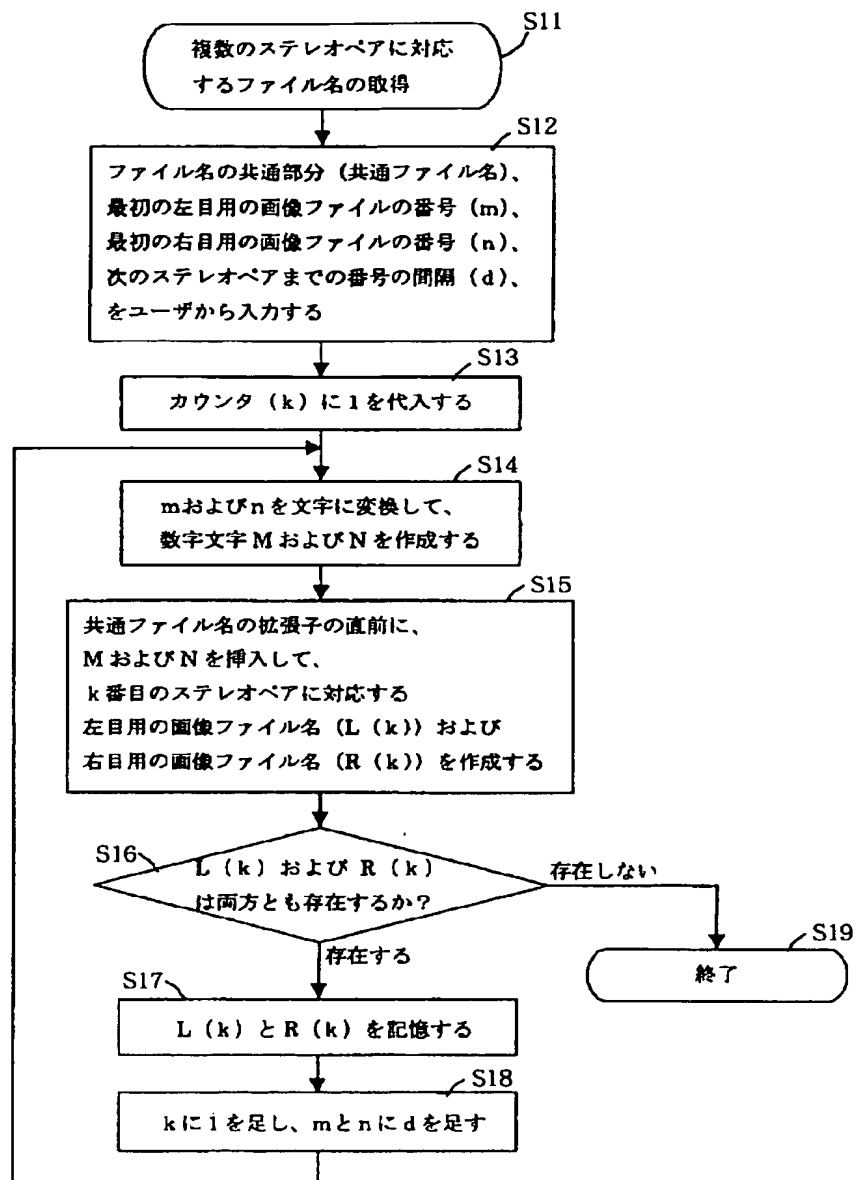 S11
複数のステレオペアに対応
するファイル名の取得
S12
ファイル名の共通部分（共通ファイル名）、
最初の左目用の画像ファイルの番号（m）、
最初の右目用の画像ファイルの番号（n）、
次のステレオペアまでの番号の間隔（d）、
をユーザから入力する
S13
カウンタ（k）に1を代入する
S14
mおよびnを文字に変換して、
数字文字MおよびNを作成する
S15
共通ファイル名の拡張子の直前に、
MおよびNを挿入して、
k番目のステレオペアに対応する
左目用の画像ファイル名（L（k））および
右目用の画像ファイル名（R（k））を作成する
S16
L（k）およびR（k）
は両方とも存在するか？
存在しない
存在する
S19
終了
S17
L（k）とR（k）を記憶する
S18
kに1を足し、mとnにdを足す